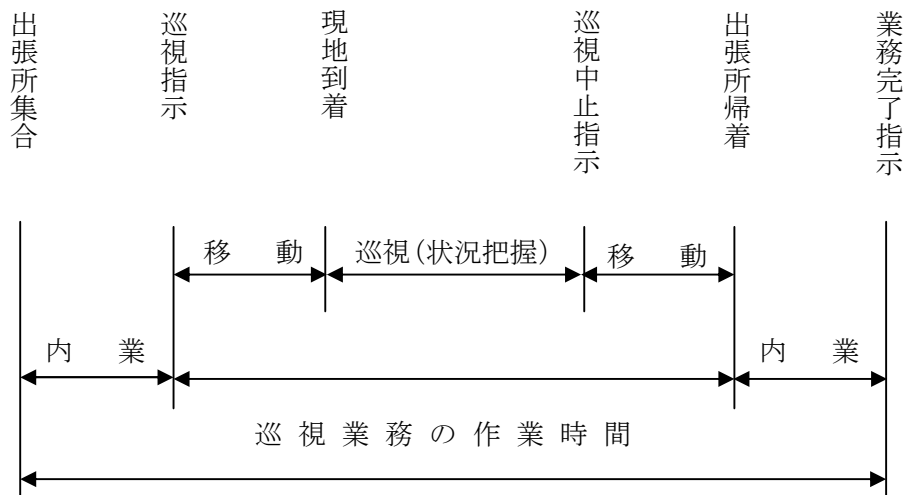 出張所集合
巡視指示
現地到着
巡視中止指示
出張所帰着
業務完了指示
移動
巡視(状況把握)
移動
内業
内業
巡視業務の作業時間